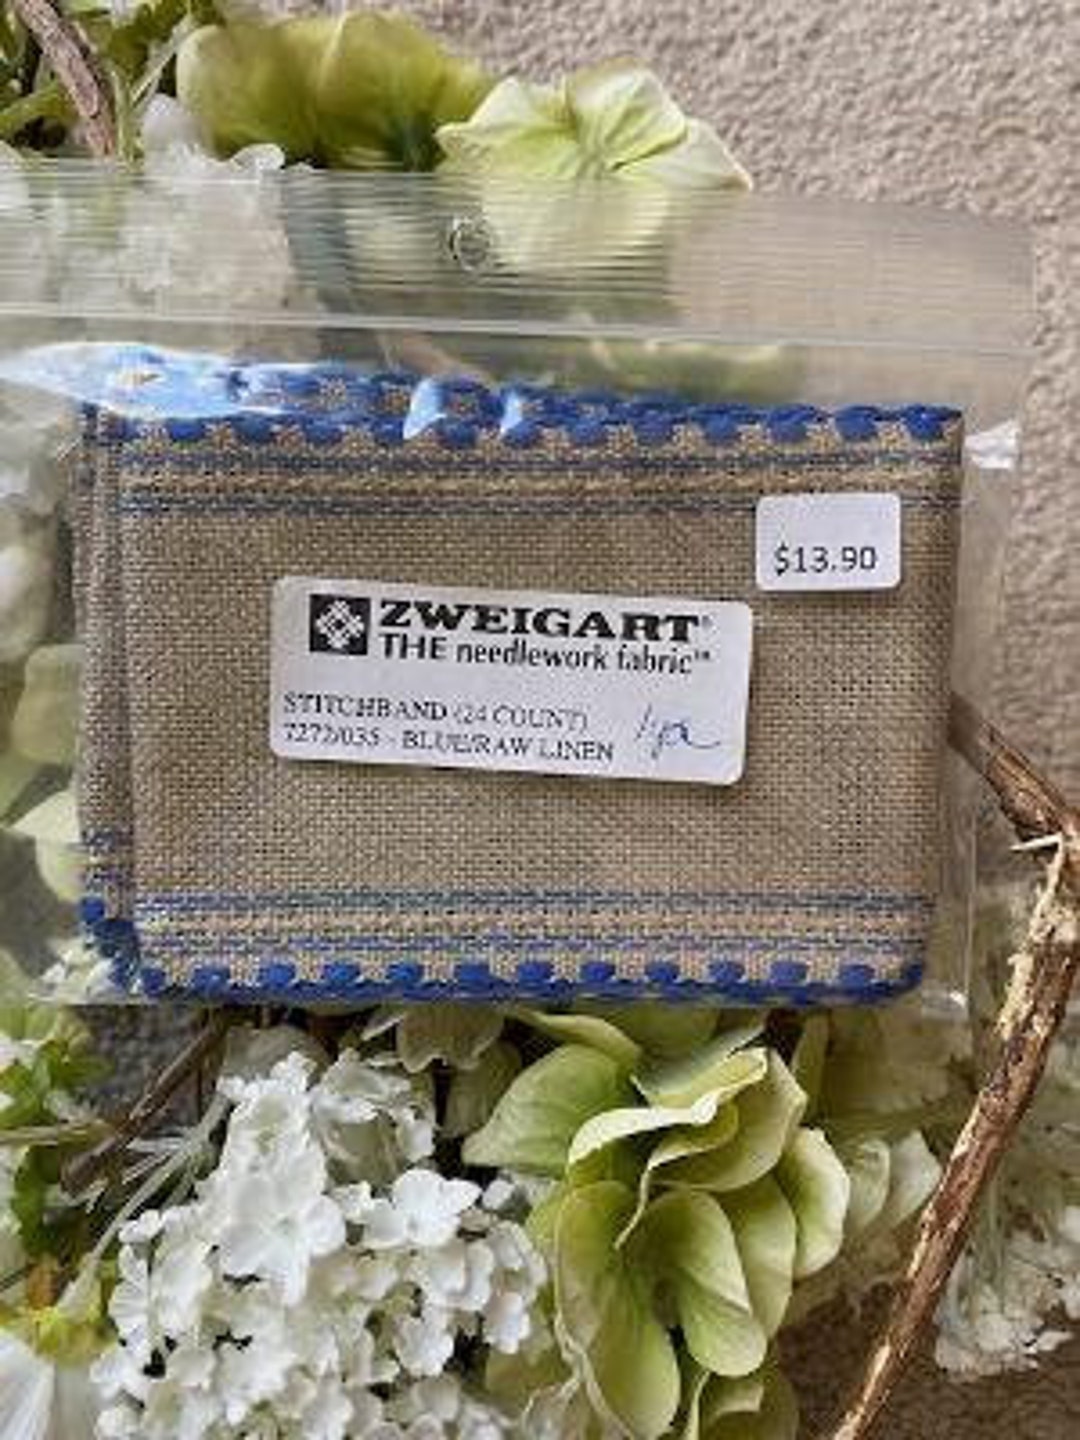 $13.90
ZWEIGART®
THE needlework fabric™
STITCHBAND (24 COUNT)
7272/035 - BLUE/RAW LINEN